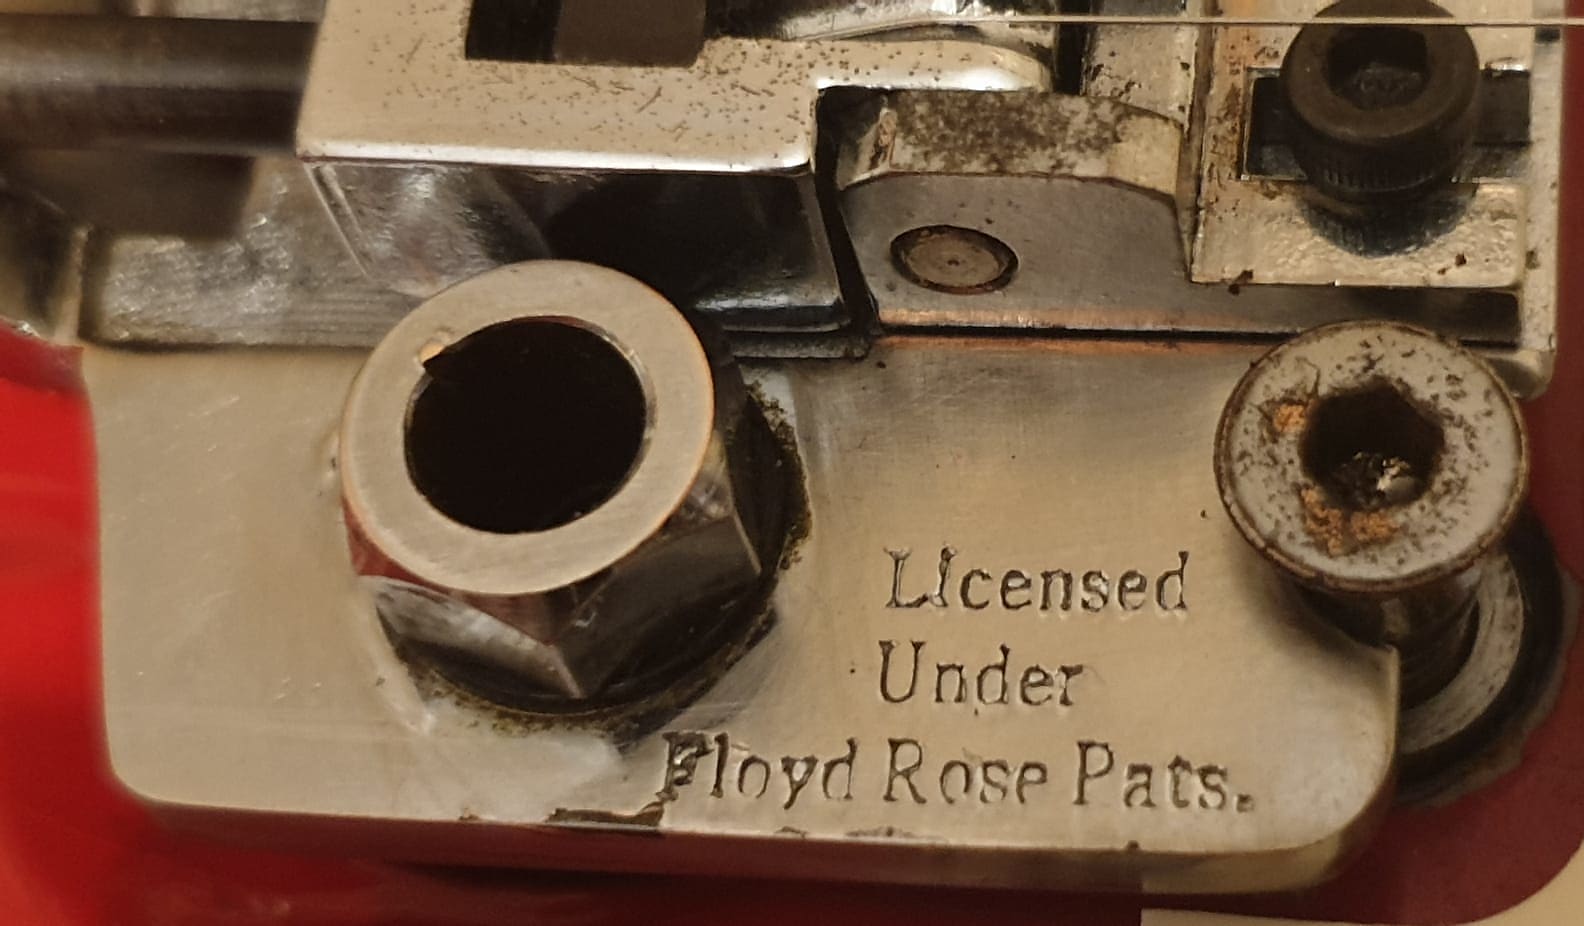 Licensed
Under
Floyd Rose Pats.